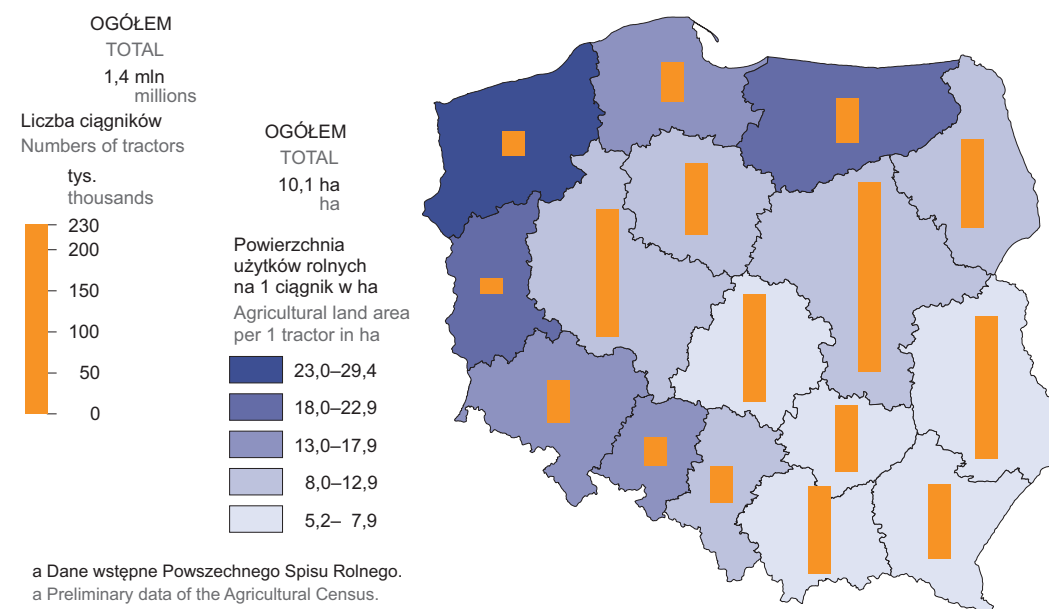 OGÓŁEM
TOTAL
1,4 mln
millions
Liczba ciągników
Numbers of tractors
tys.
thousands
230
200
150
100
50
0
OGÓŁEM
TOTAL
10,1 ha
ha
Powierzchnia
użytków rolnych
na 1 ciągnik w ha
Agricultural land area
per 1 tractor in ha
23,0–29,4
18,0–22,9
13,0–17,9
8,0–12,9
5,2– 7,9
a Dane wstępne Powszechnego Spisu Rolnego.
a Preliminary data of the Agricultural Census.